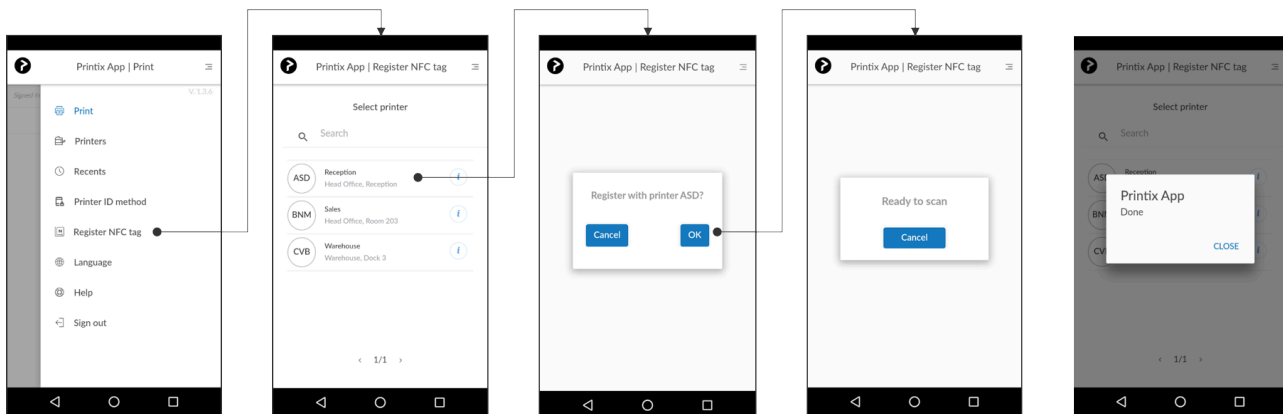 Printix App | Print
Signed in
V. 1.3.6
Print
Printers
Recents
Printer ID method
Register NFC tag
Language
Help
Sign out
Printix App | Register NFC tag
Select printer
Search
ASD
Reception
Head Office, Reception
i
BNM
Sales
Head Office, Room 203
i
CVB
Warehouse
Warehouse, Dock 3
i
‹ 1/1 ›
Printix App | Register NFC tag
Register with printer ASD?
Cancel OK
Printix App | Register NFC tag
Ready to scan
Cancel
Printix App | Register NFC tag
Select printer
Search
Reception
Printix App
Done
CLOSE
‹ 1/1 ›